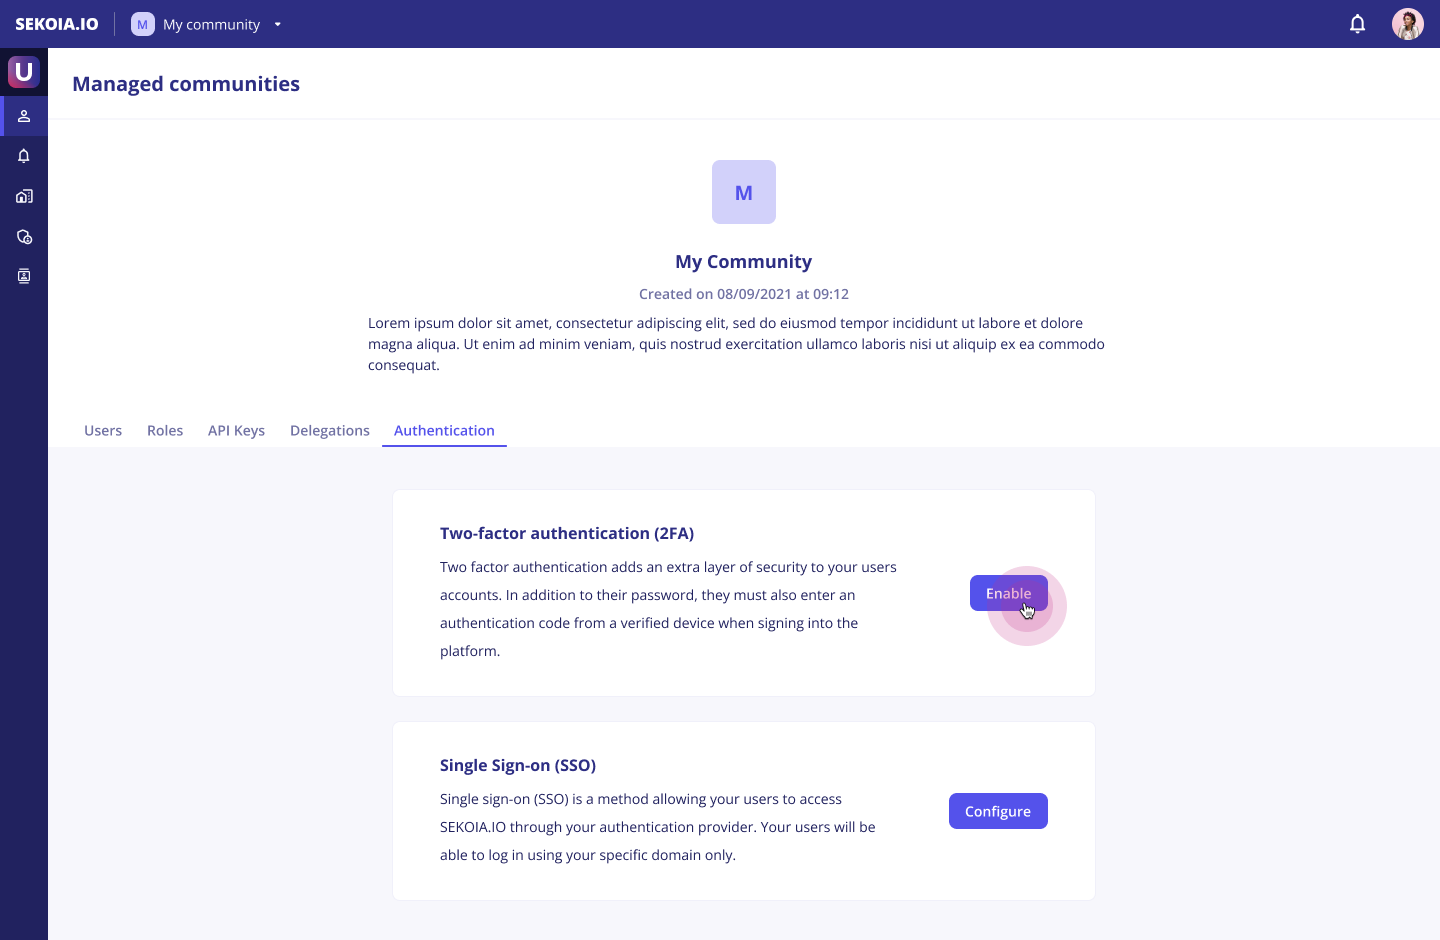 SEKOIA.IO
M
My community
U
Managed communities
M
My Community
Created on 08/09/2021 at 09:12
Lorem ipsum dolor sit amet, consectetur adipiscing elit, sed do eiusmod tempor incididunt ut labore et dolore
magna aliqua. Ut enim ad minim veniam, quis nostrud exercitation ullamco laboris nisi ut aliquip ex ea commodo
consequat.
Users Roles API Keys Delegations Authentication
Two-factor authentication (2FA)
Two factor authentication adds an extra layer of security to your users
accounts. In addition to their password, they must also enter an
authentication code from a verified device when signing into the
platform.
Enable
Single Sign-on (SSO)
Single sign-on (SSO) is a method allowing your users to access
SEKOIA.IO through your authentication provider. Your users will be
able to log in using your specific domain only.
Configure